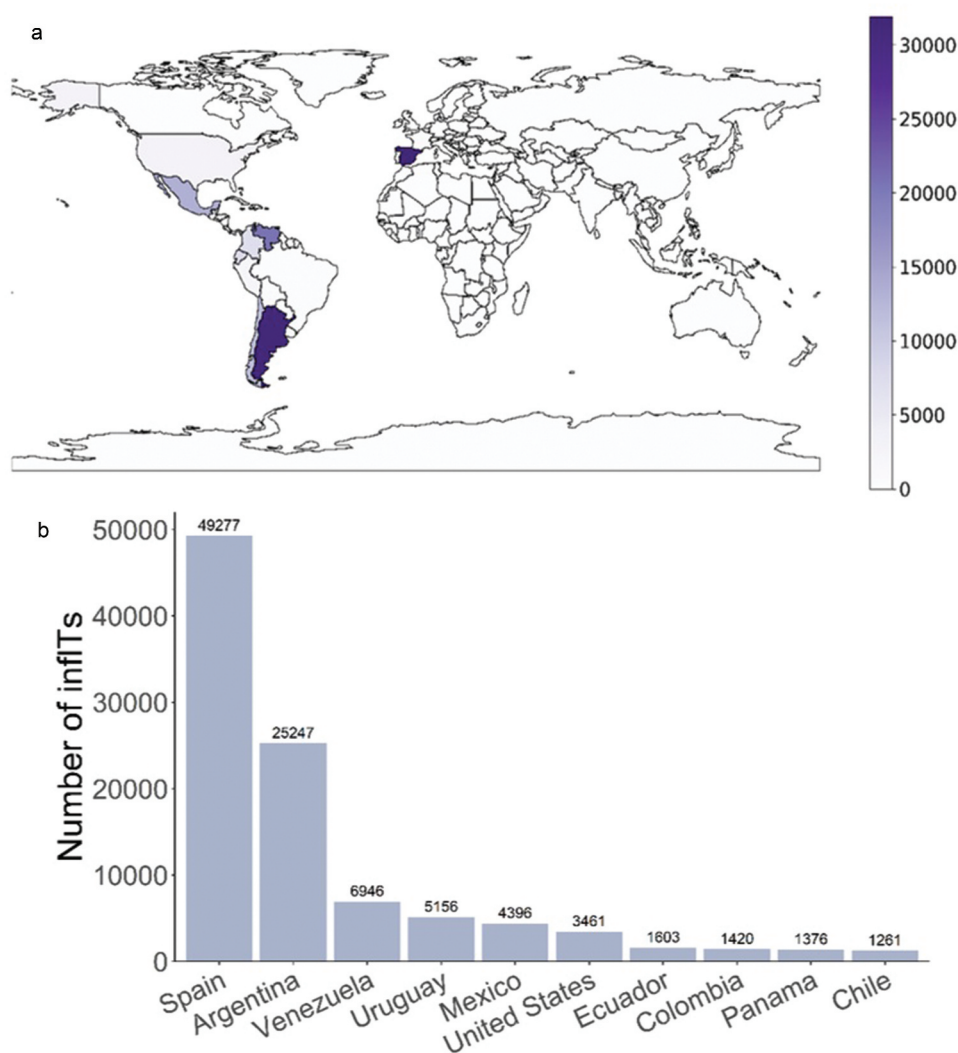 a
30000
25000
20000
15000
10000
5000
0
b
Number of infITs
50000
40000
30000
20000
10000
0
49277
25247
6946
5156
4396
3461
1603
1420
1376
1261
Spain
Argentina
Venezuela
Uruguay
Mexico
United States
Ecuador
Colombia
Panama
Chile